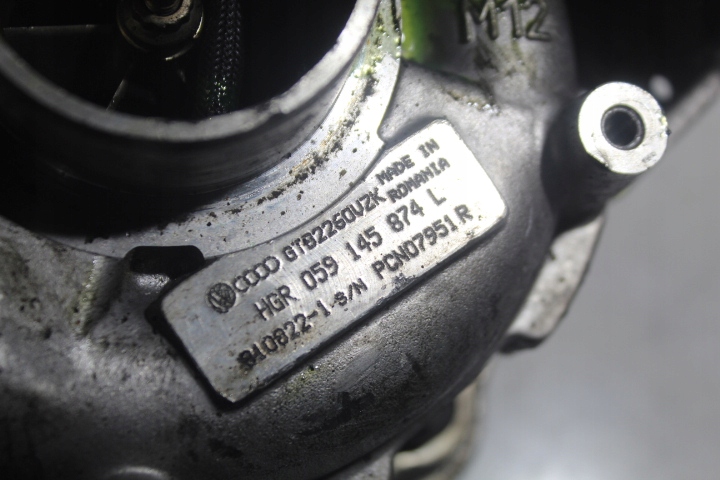 M12
GTB2260VZK MADE IN ROMANIA
HGR 059 145 874 L
810822-1 S/N PCN07951R